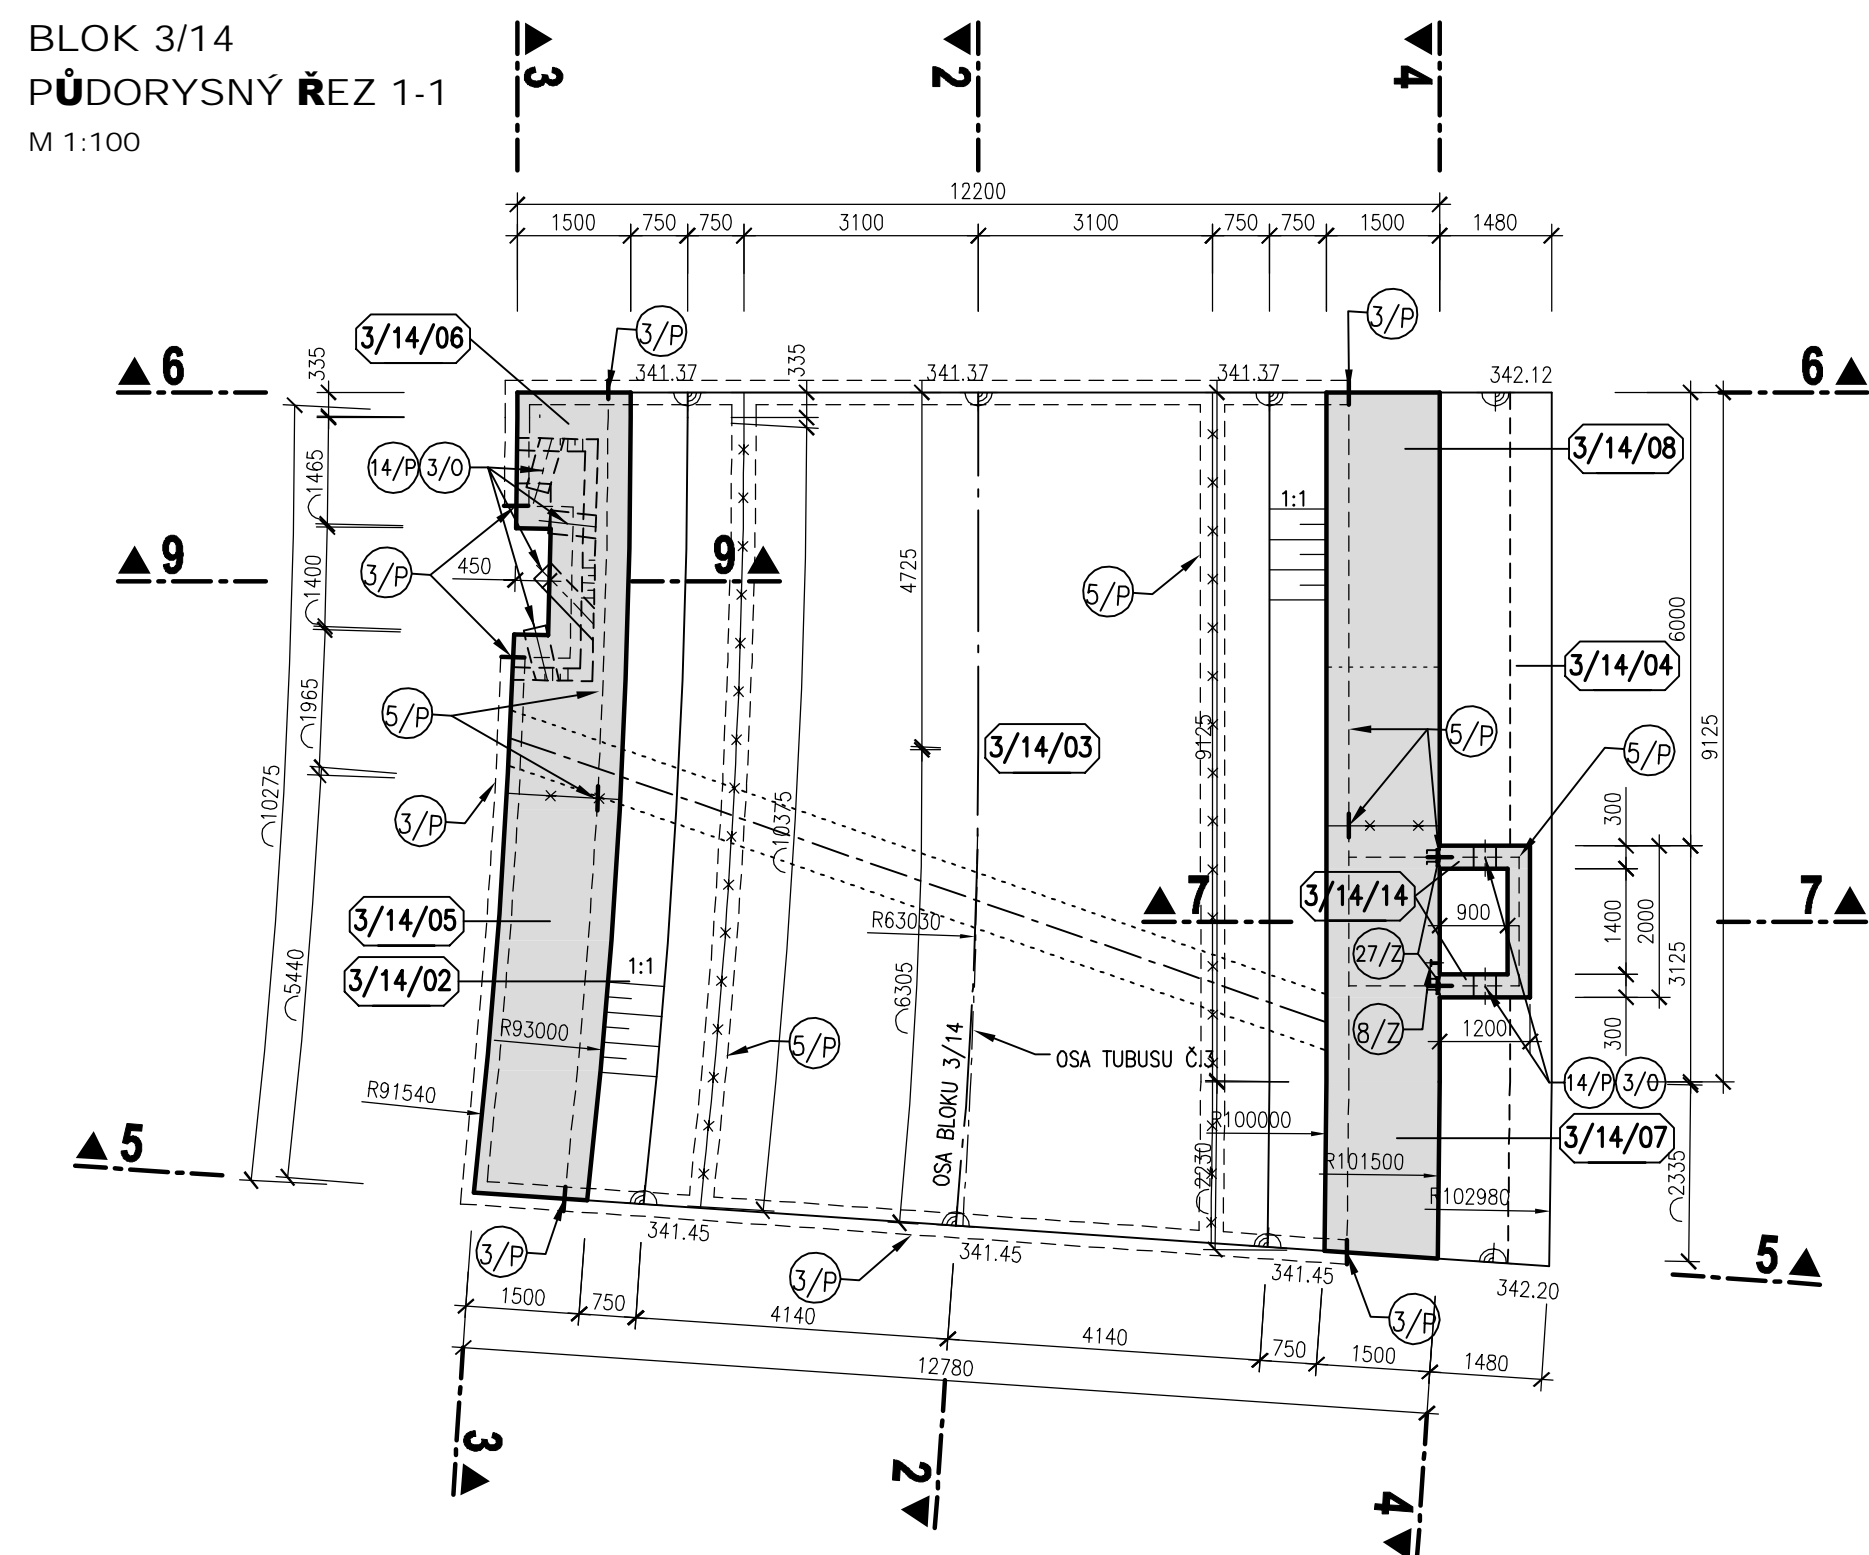 BLOK 3/14
PŮDORYSNÝ ŘEZ 1-1
M 1:100
3
2
4
12200
1500
750
750
3100
3100
750
750
1500
1480
3/14/06
3/P
3/P
6
335
341.37
335
341.37
341.37
342.12
6
3/14/08
14/P
3/O
1465
1:1
9
9
3/P
450
1400
4725
5/P
6000
3/14/04
1965
5/P
3/14/03
9125
5/P
5/P
9125
10275
3/P
10375
300
3/14/05
R63030
7
3/14/14
900
1400
2000
7
3/14/02
1:1
5440
6305
27/Z
3125
R93000
5/P
OSA BLOKU 3/14
OSA TUBUSU Č.3
8/Z
1200
300
R91540
14/P
3/O
R100000
3/14/07
5
R101500
2230
2335
R102980
3/P
341.45
341.45
341.45
342.20
5
3/P
3/P
1500
750
4140
4140
750
1500
1480
12780
3
2
4